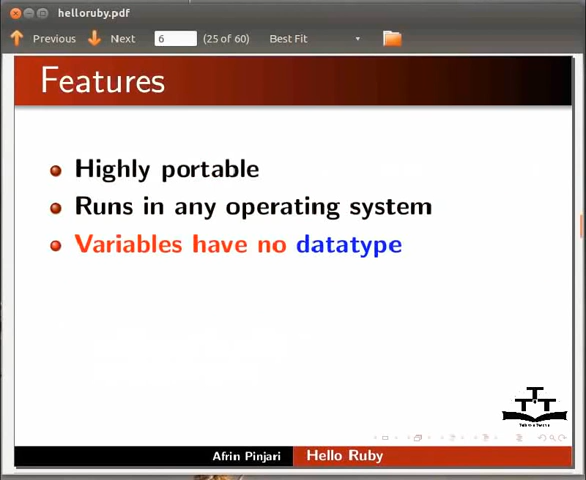 helloruby.pdf
Previous Next 6 (25 of 60) Best Fit
Features
Highly portable
Runs in any operating system
Variables have no datatype
Afrin Pinjari Hello Ruby